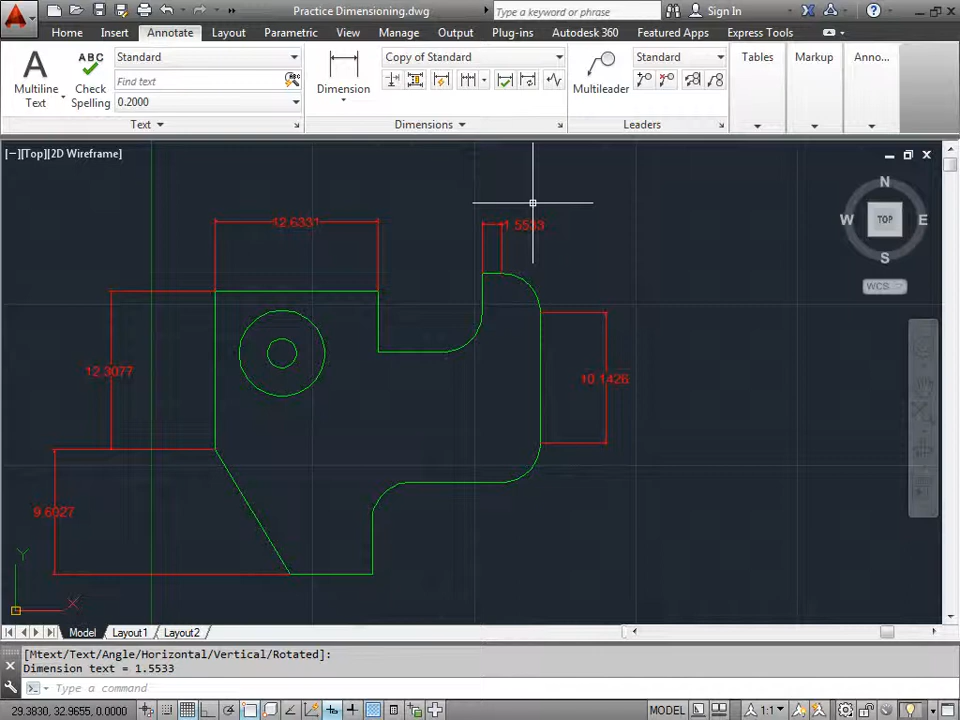 Practice Dimensioning.dwg
Type a keyword or phrase
Sign In
Home Insert Annotate Layout Parametric View Manage Output Plug-ins Autodesk 360 Featured Apps Express Tools
A
ABC
Standard
Copy of Standard
Standard
Find text
0.2000
Multiline Text
Check Spelling
Dimension
Multileader
Tables
Markup
Anno...
Text
Dimensions
Leaders
[−][Top][2D Wireframe]
N
W TOP E
S
WCS
12.6331
1.5533
12.3077
10.1426
9.6027
Y
X
Model Layout1 Layout2
[Mtext/Text/Angle/Horizontal/Vertical/Rotated]:
Dimension text = 1.5533
Type a command
29.3830, 32.9655, 0.0000
MODEL
1:1